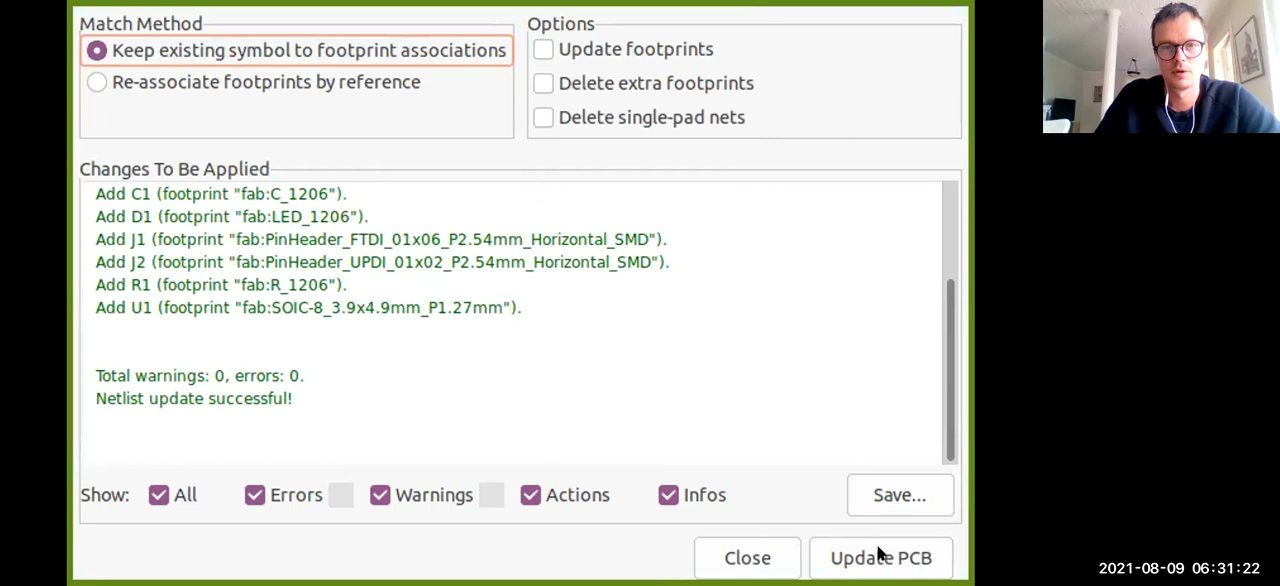 Match Method
Keep existing symbol to footprint associations
Re-associate footprints by reference
Options
Update footprints
Delete extra footprints
Delete single-pad nets
Changes To Be Applied
Add C1 (footprint "fab:C_1206").
Add D1 (footprint "fab:LED_1206").
Add J1 (footprint "fab:PinHeader_FTDI_01x06_P2.54mm_Horizontal_SMD").
Add J2 (footprint "fab:PinHeader_UPDI_01x02_P2.54mm_Horizontal_SMD").
Add R1 (footprint "fab:R_1206").
Add U1 (footprint "fab:SOIC-8_3.9x4.9mm_P1.27mm").
Total warnings: 0, errors: 0.
Netlist update successful!
Show: All Errors Warnings Actions Infos Save...
Close Update PCB
2021-08-09 06:31:22